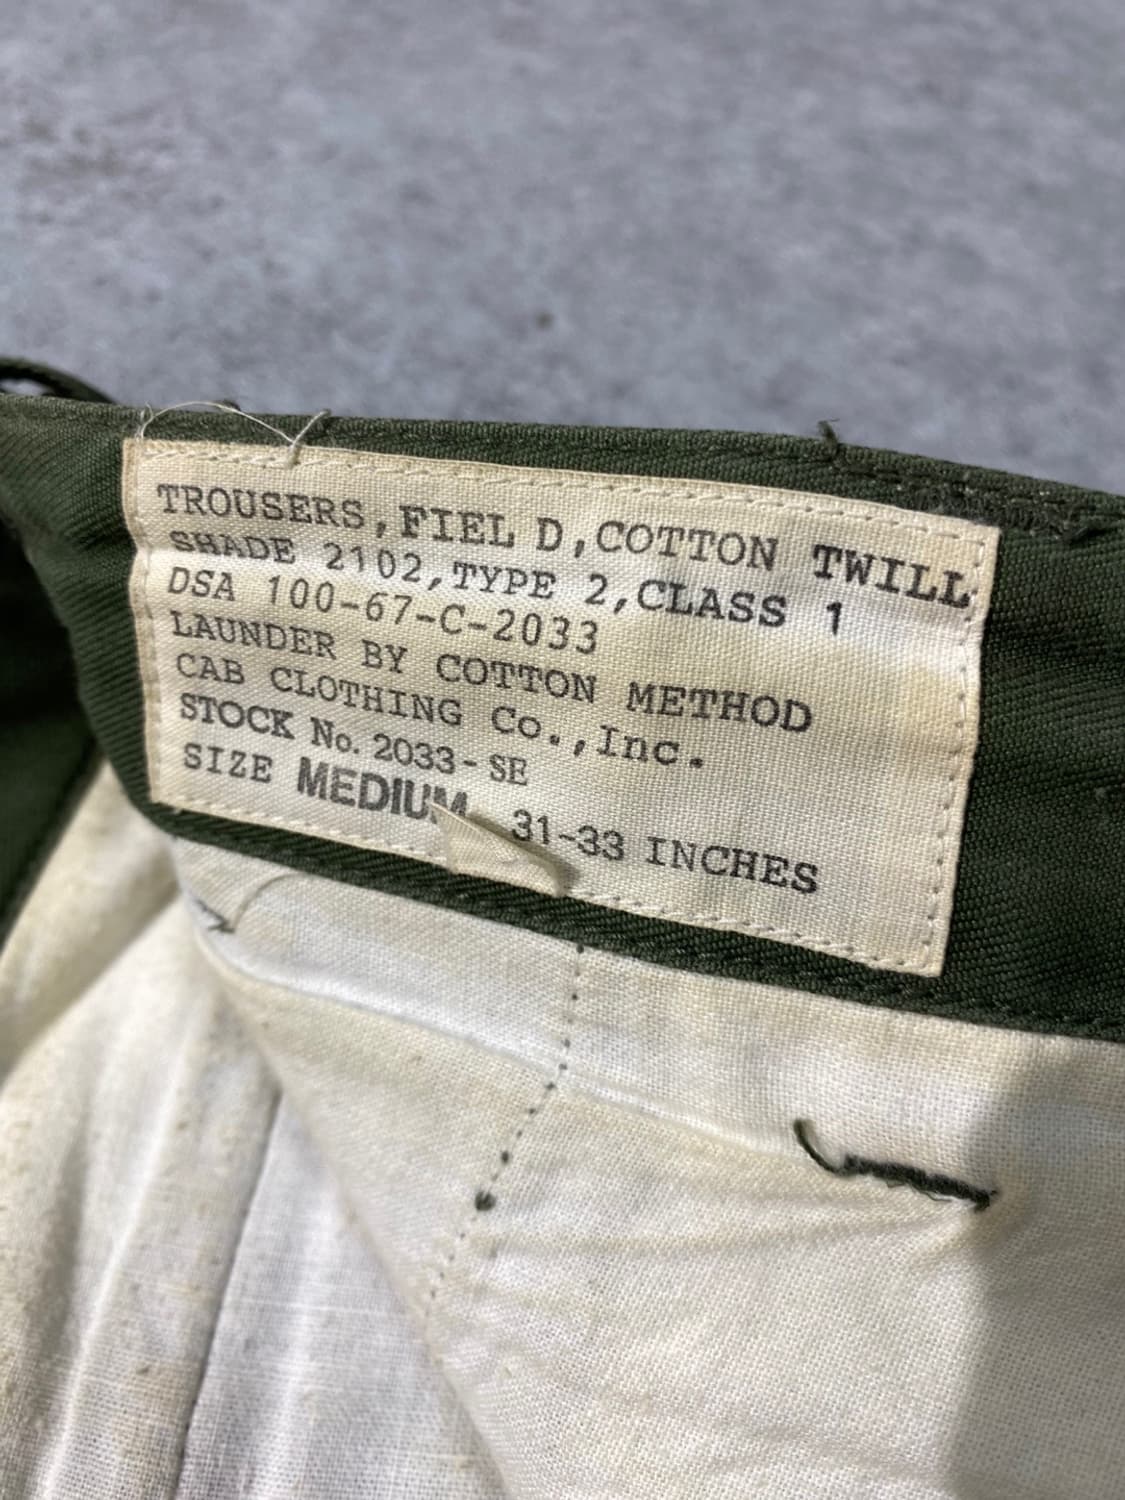 TROUSERS, FIELD, COTTON TWILL
SHADE 2102, TYPE 2, CLASS 1
DSA 100-67-C-2033
LAUNDER BY COTTON METHOD
CAB CLOTHING Co., Inc.
STOCK No. 2033-SE
SIZE MEDIUM 31-33 INCHES